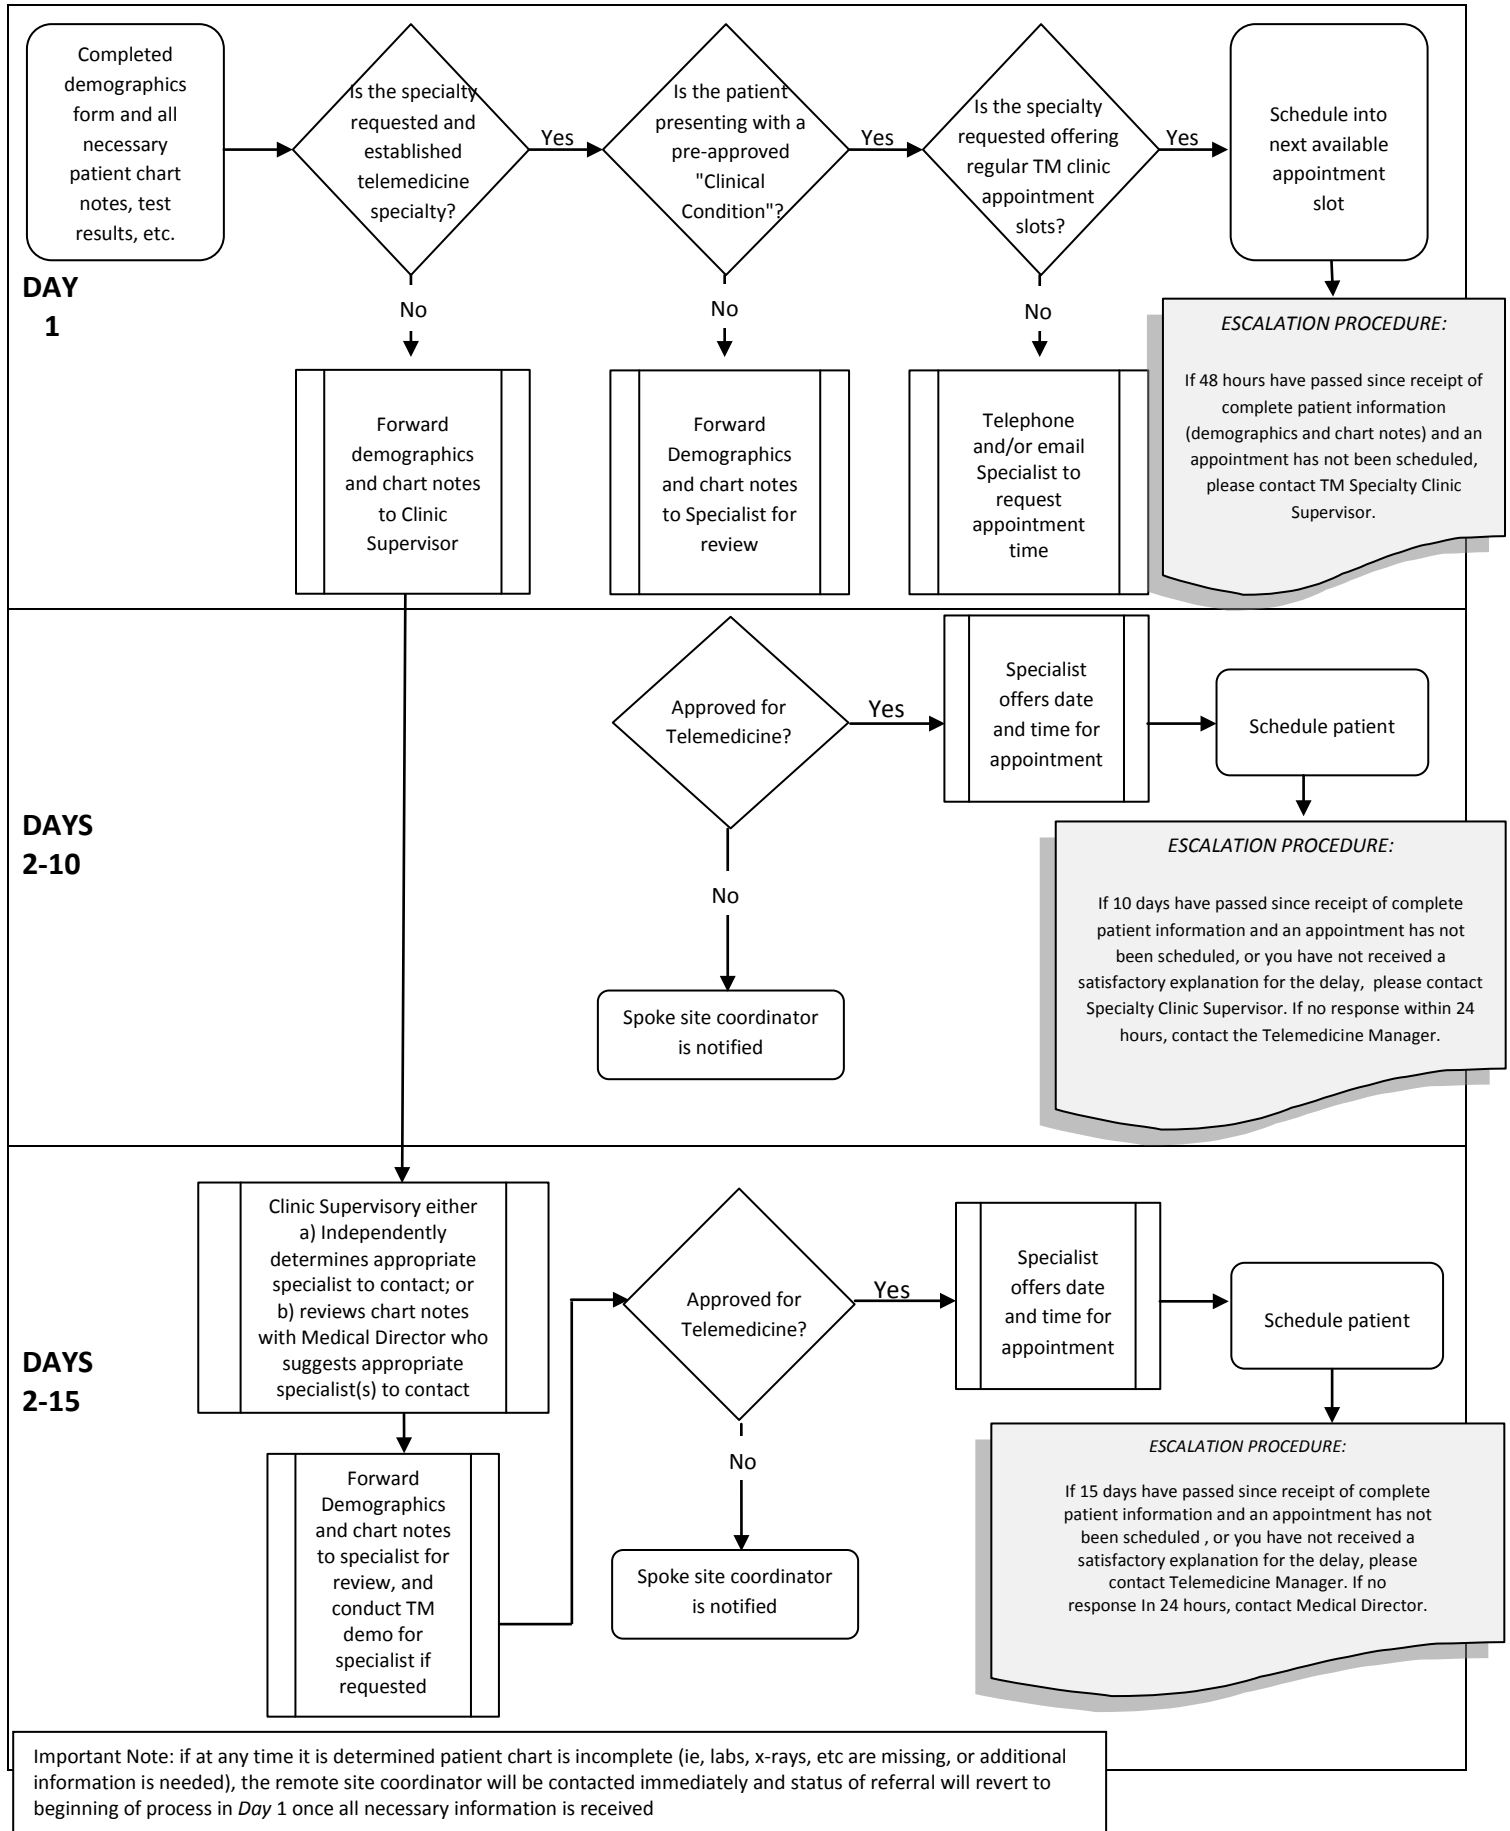 Completed
demographics
form and all
necessary
patient chart
notes, test
results, etc.
Is the specialty
requested and
established
telemedicine
specialty?
Yes
Is the patient
presenting with a
pre-approved
"Clinical
Condition"?
Yes
Is the specialty
requested offering
regular TM clinic
appointment
slots?
Yes
Schedule into
next available
appointment
slot
DAY
1
No
No
No
Forward
demographics
and chart notes
to Clinic
Supervisor
Forward
Demographics
and chart notes
to Specialist for
review
Telephone
and/or email
Specialist to
request
appointment
time
ESCALATION PROCEDURE:
If 48 hours have passed since receipt of
complete patient information
(demographics and chart notes) and an
appointment has not been scheduled,
please contact TM Specialty Clinic
Supervisor.
DAYS
2-10
Approved for
Telemedicine?
Yes
Specialist
offers date
and time for
appointment
Schedule patient
No
Spoke site coordinator
is notified
ESCALATION PROCEDURE:
If 10 days have passed since receipt of complete
patient information and an appointment has not
been scheduled, or you have not received a
satisfactory explanation for the delay,  please contact
Specialty Clinic Supervisor. If no response within 24
hours, contact the Telemedicine Manager.
DAYS
2-15
Clinic Supervisory either
a) Independently
determines appropriate
specialist to contact; or
b) reviews chart notes
with Medical Director who
suggests appropriate
specialist(s) to contact
Forward
Demographics
and chart notes
to specialist for
review, and
conduct TM
demo for
specialist if
requested
Approved for
Telemedicine?
Yes
Specialist
offers date
and time for
appointment
Schedule patient
No
Spoke site coordinator
is notified
ESCALATION PROCEDURE:
If 15 days have passed since receipt of complete
patient information and an appointment has not
been scheduled , or you have not received a
satisfactory explanation for the delay, please
contact Telemedicine Manager. If no
response In 24 hours, contact Medical Director.
Important Note: if at any time it is determined patient chart is incomplete (ie, labs, x-rays, etc are missing, or additional
information is needed), the remote site coordinator will be contacted immediately and status of referral will revert to
beginning of process in Day 1 once all necessary information is received